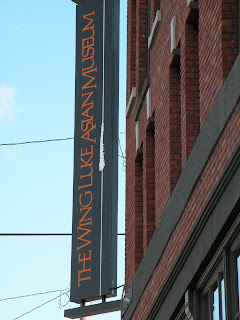 THE WING LUKE ASIAN MUSEUM